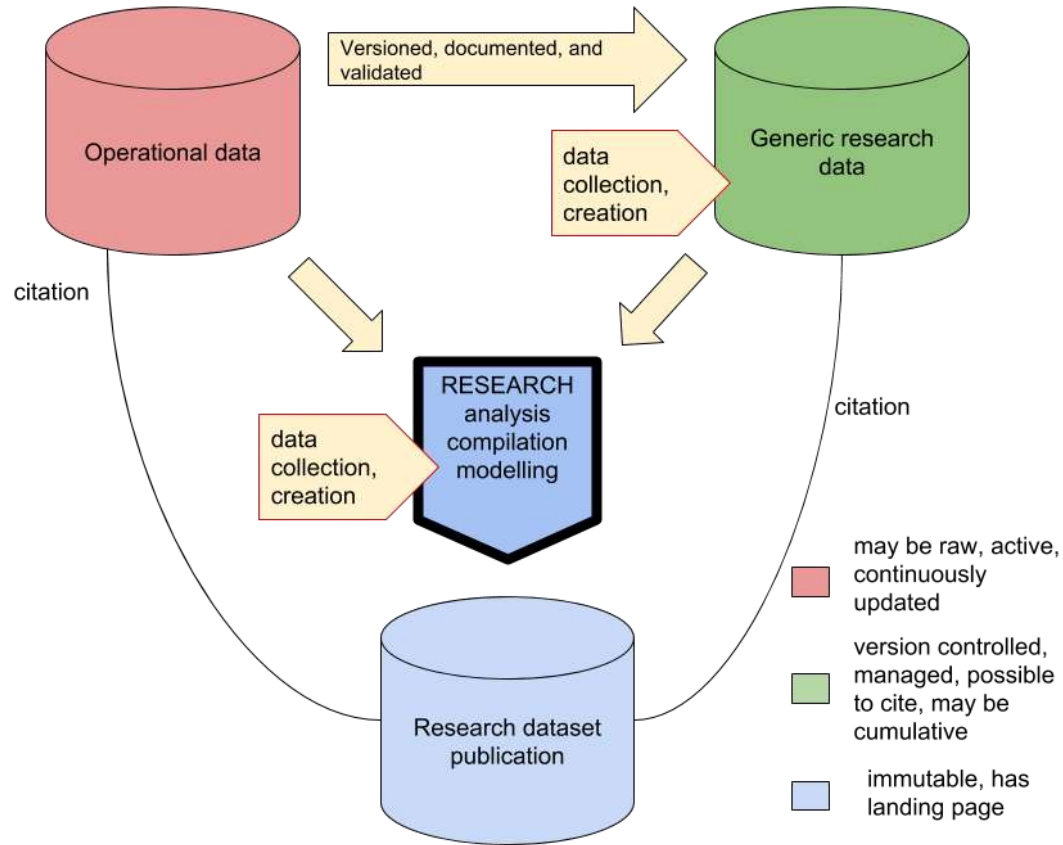 Versioned, documented, and
validated
Operational data
Generic research
data
data
collection,
creation
citation
RESEARCH
analysis
compilation
modelling
citation
data
collection,
creation
may be raw, active,
continuously
updated
version controlled,
managed, possible
to cite, may be
cumulative
Research dataset
publication
immutable, has
landing page